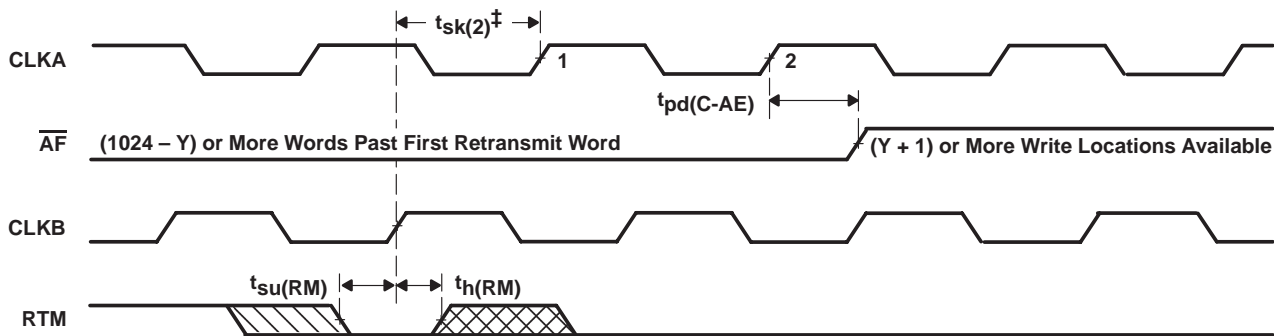 tsk(2)‡
CLKA
1
2
tpd(C-AE)
AF
(1024 – Y) or More Words Past First Retransmit Word
(Y + 1) or More Write Locations Available
CLKB
tsu(RM)
th(RM)
RTM